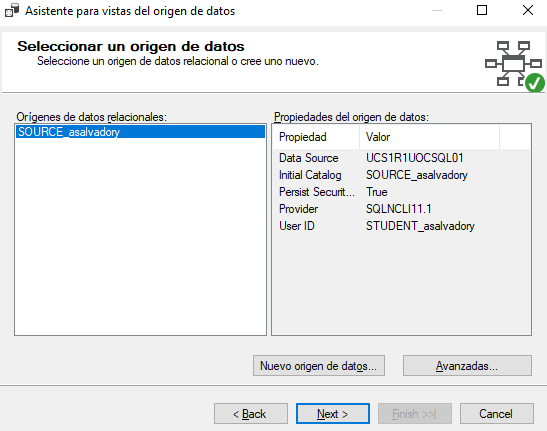 Asistente para vistas del origen de datos
Seleccionar un origen de datos
Seleccione un origen de datos relacional o cree uno nuevo.
Orígenes de datos relacionales:
SOURCE_asalvadory
Propiedades del origen de datos:
Propiedad Valor
Data Source UCS1R1UOCSQL01
Initial Catalog SOURCE_asalvadory
Persist Securit... True
Provider SQLNCLI11.1
User ID STUDENT_asalvadory
Nuevo origen de datos... Avanzadas...
< Back Next > Finish >>| Cancel